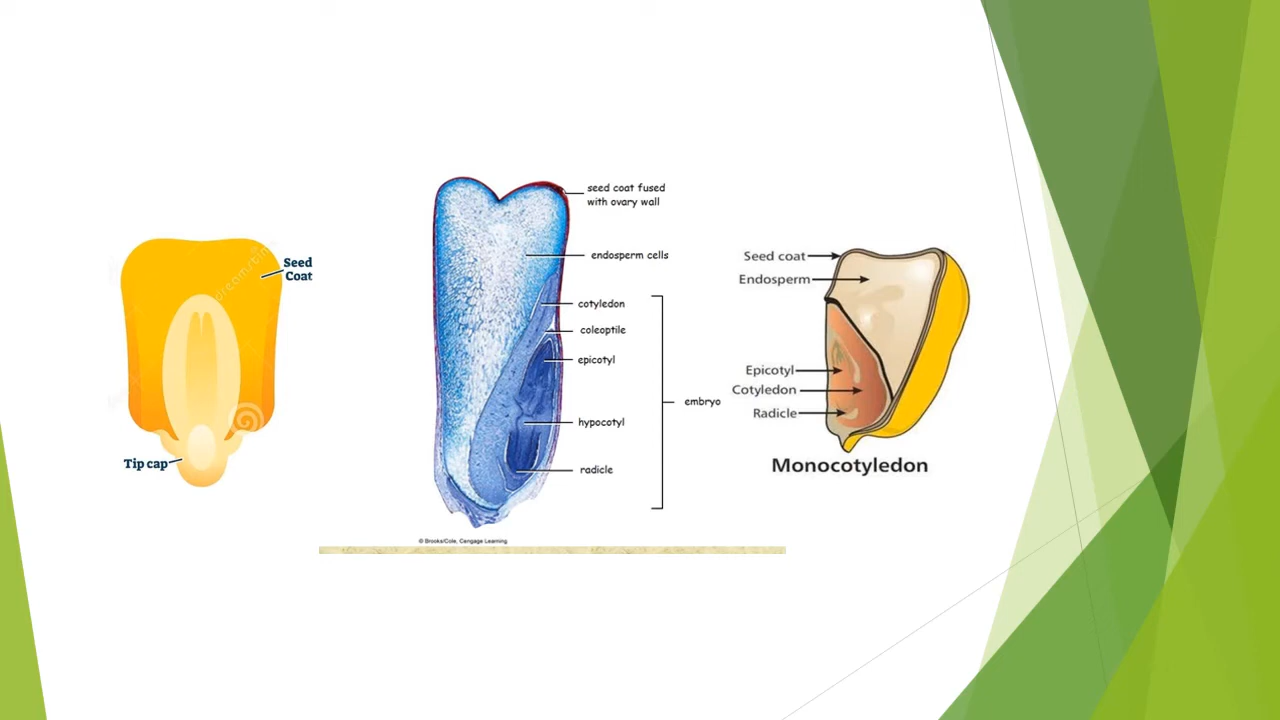 Seed
Coat
Tip cap
seed coat fused
with ovary wall
endosperm cells
cotyledon
coleoptile
epicotyl
hypocotyl
radicle
embryo
© Brooks/Cole, Cengage Learning
Seed coat
Endosperm
Epicotyl
Cotyledon
Radicle
Monocotyledon